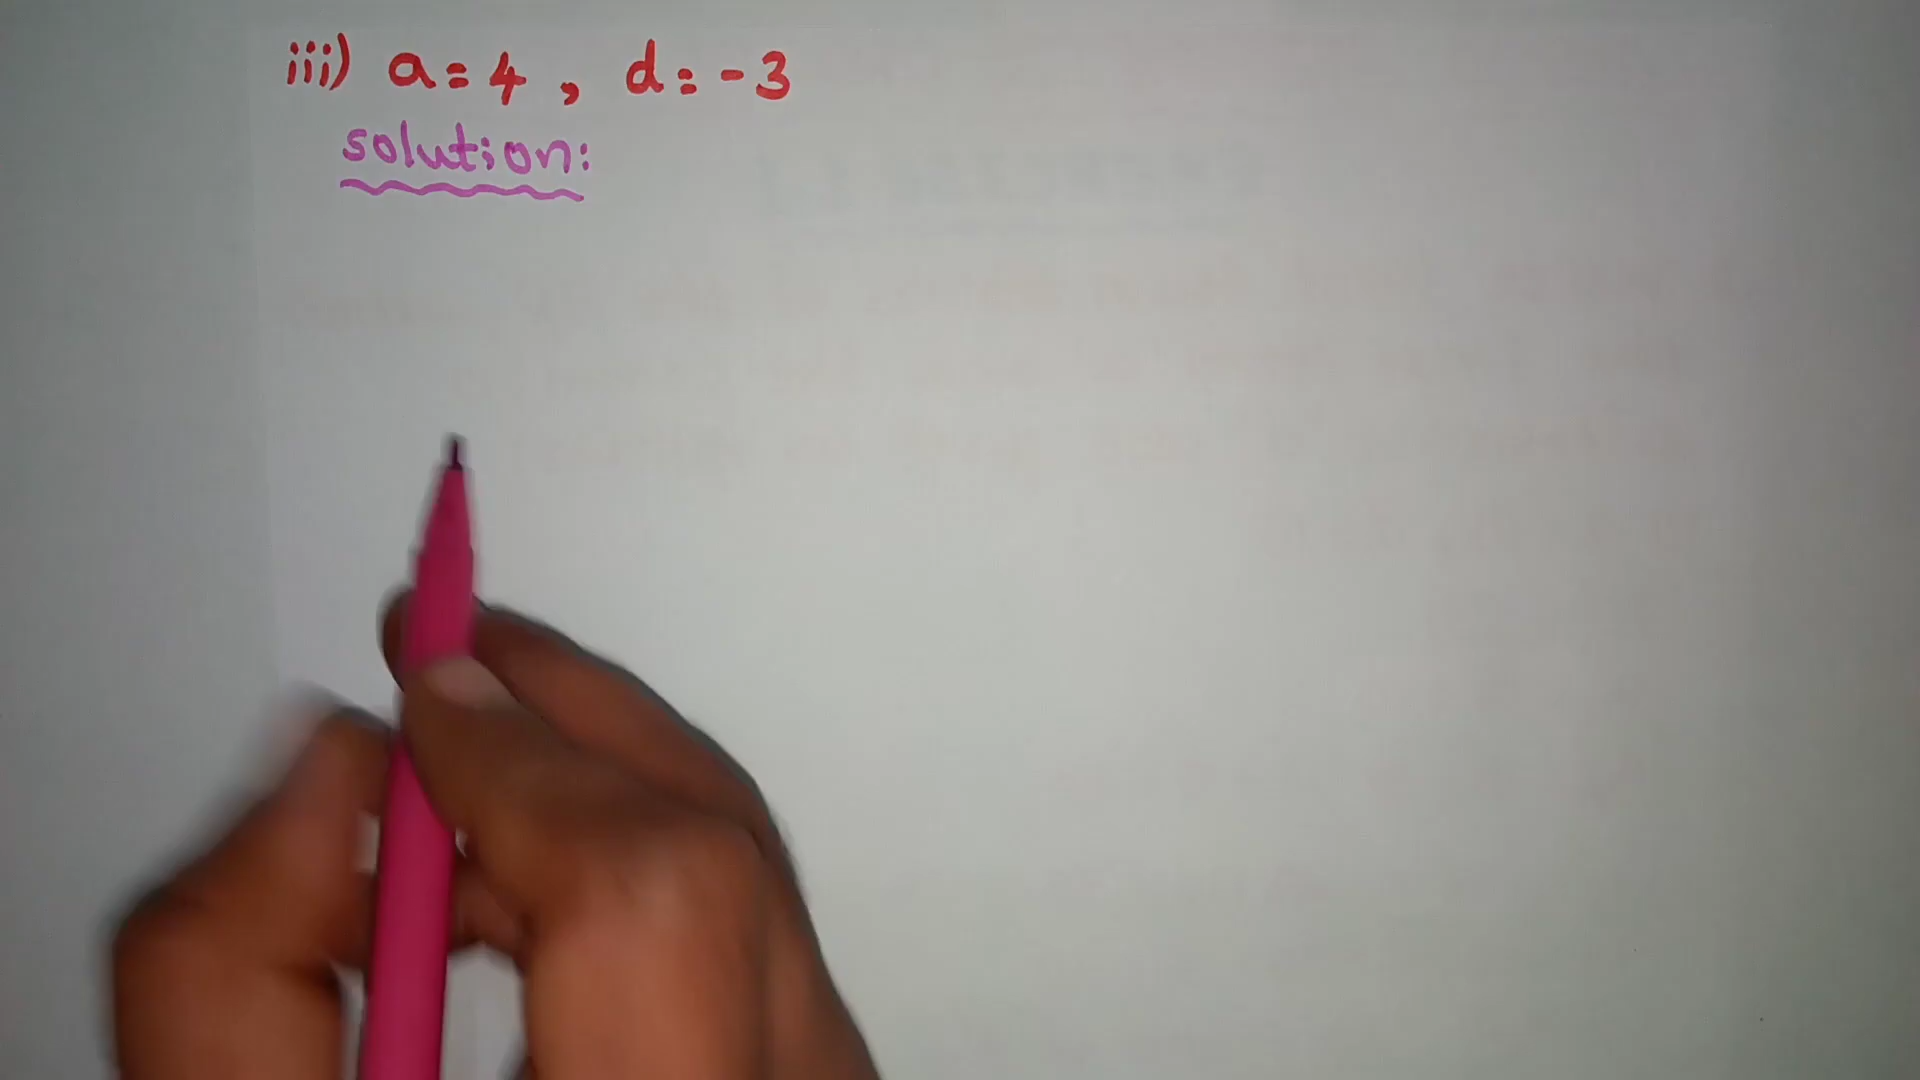 iii) a = 4 , d = -3
solution: